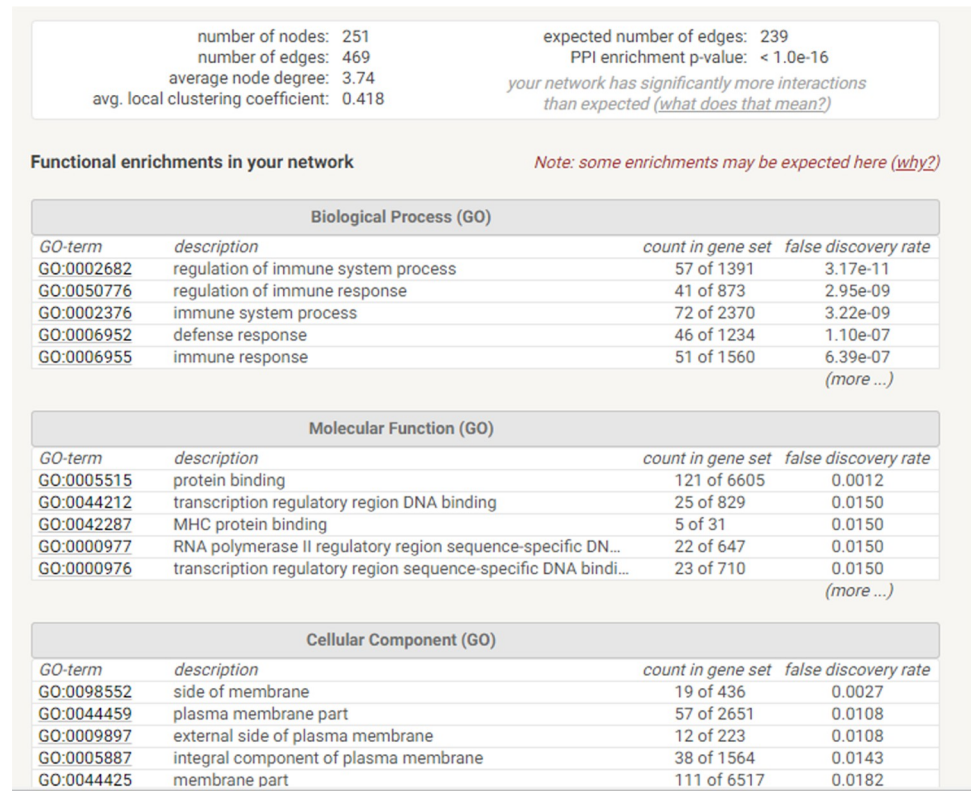 number of nodes: 251
number of edges: 469
average node degree: 3.74
avg. local clustering coefficient: 0.418
expected number of edges: 239
PPI enrichment p-value: < 1.0e-16
your network has significantly more interactions
than expected (what does that mean?)
Functional enrichments in your network
Note: some enrichments may be expected here (why?)
Biological Process (GO)
GO-term description count in gene set false discovery rate
GO:0002682 regulation of immune system process 57 of 1391 3.17e-11
GO:0050776 regulation of immune response 41 of 873 2.95e-09
GO:0002376 immune system process 72 of 2370 3.22e-09
GO:0006952 defense response 46 of 1234 1.10e-07
GO:0006955 immune response 51 of 1560 6.39e-07
(more ...)
Molecular Function (GO)
GO-term description count in gene set false discovery rate
GO:0005515 protein binding 121 of 6605 0.0012
GO:0044212 transcription regulatory region DNA binding 25 of 829 0.0150
GO:0042287 MHC protein binding 5 of 31 0.0150
GO:0000977 RNA polymerase II regulatory region sequence-specific DN... 22 of 647 0.0150
GO:0000976 transcription regulatory region sequence-specific DNA bindi... 23 of 710 0.0150
(more ...)
Cellular Component (GO)
GO-term description count in gene set false discovery rate
GO:0098552 side of membrane 19 of 436 0.0027
GO:0044459 plasma membrane part 57 of 2651 0.0108
GO:0009897 external side of plasma membrane 12 of 223 0.0108
GO:0005887 integral component of plasma membrane 38 of 1564 0.0143
GO:0044425 membrane part 111 of 6517 0.0182